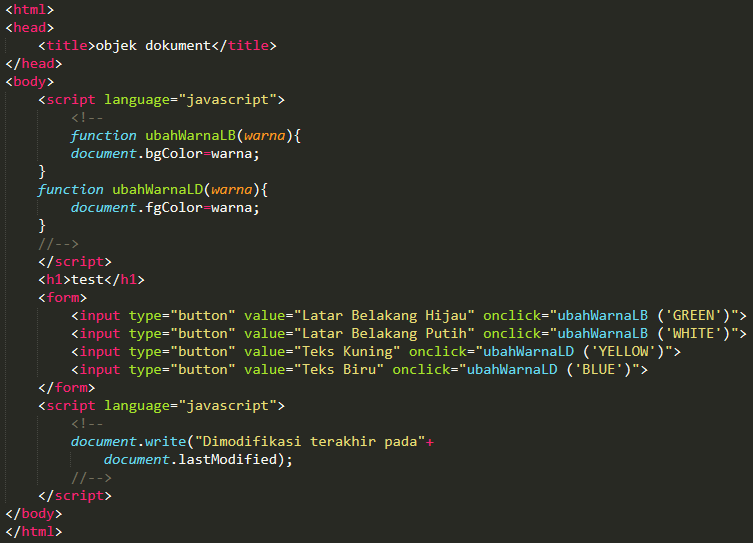 <html>
<head>
    <title>objek dokument</title>
</head>
<body>
    <script language="javascript">
        <!--
        function ubahWarnaLB(warna){
        document.bgColor=warna;
    }
    function ubahWarnaLD(warna){
        document.fgColor=warna;
    }
    //-->
    </script>
    <h1>test</h1>
    <form>
        <input type="button" value="Latar Belakang Hijau" onclick="ubahWarnaLB ('GREEN')">
        <input type="button" value="Latar Belakang Putih" onclick="ubahWarnaLB ('WHITE')">
        <input type="button" value="Teks Kuning" onclick="ubahWarnaLD ('YELLOW')">
        <input type="button" value="Teks Biru" onclick="ubahWarnaLD ('BLUE')">
    </form>
    <script language="javascript">
        <!--
        document.write("Dimodifikasi terakhir pada"+
            document.lastModified);
        //-->
    </script>
</body>
</html>